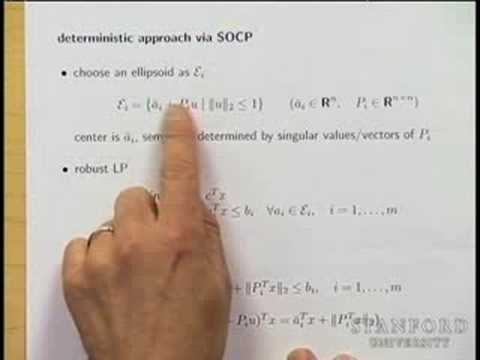 deterministic approach via SOCP
• choose an ellipsoid as ℰᵢ
ℰᵢ = {āᵢ + Pᵢu | ‖u‖₂ ≤ 1} (āᵢ ∈ Rⁿ, Pᵢ ∈ Rⁿˣⁿ)
center is āᵢ, determined by singular values/vectors of Pᵢ
• robust LP
cᵀx
ᵀx ≤ bᵢ ∀aᵢ ∈ ℰᵢ, i = 1, . . . , m
+ ‖Pᵢᵀx‖₂ ≤ bᵢ, i = 1, . . . , m
Pᵢu)ᵀx = āᵢᵀx + ‖Pᵢᵀx‖₂)
STANFORD
UNIVERSITY